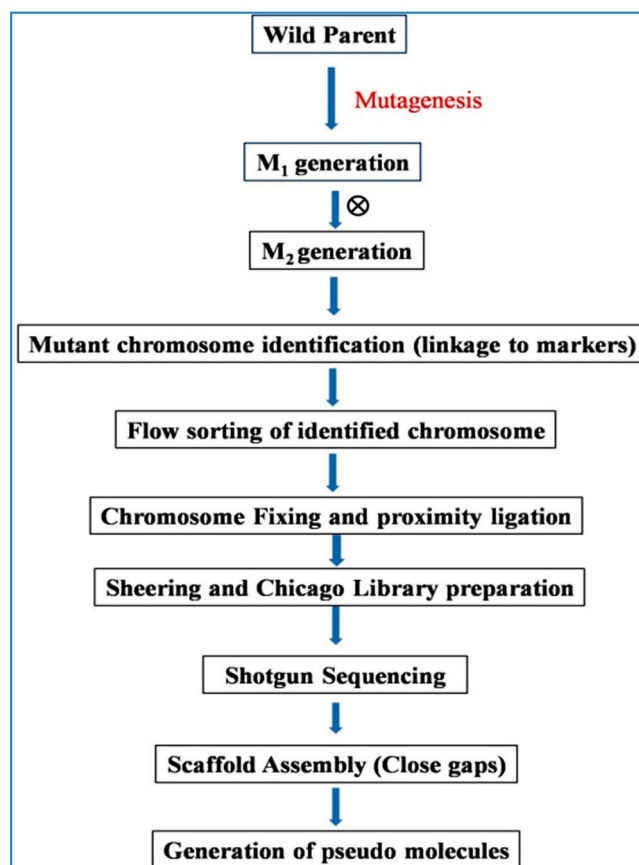 Wild Parent
Mutagenesis
M₁ generation
⊗
M₂ generation
Mutant chromosome identification (linkage to markers)
Flow sorting of identified chromosome
Chromosome Fixing and proximity ligation
Sheering and Chicago Library preparation
Shotgun Sequencing
Scaffold Assembly (Close gaps)
Generation of pseudo molecules